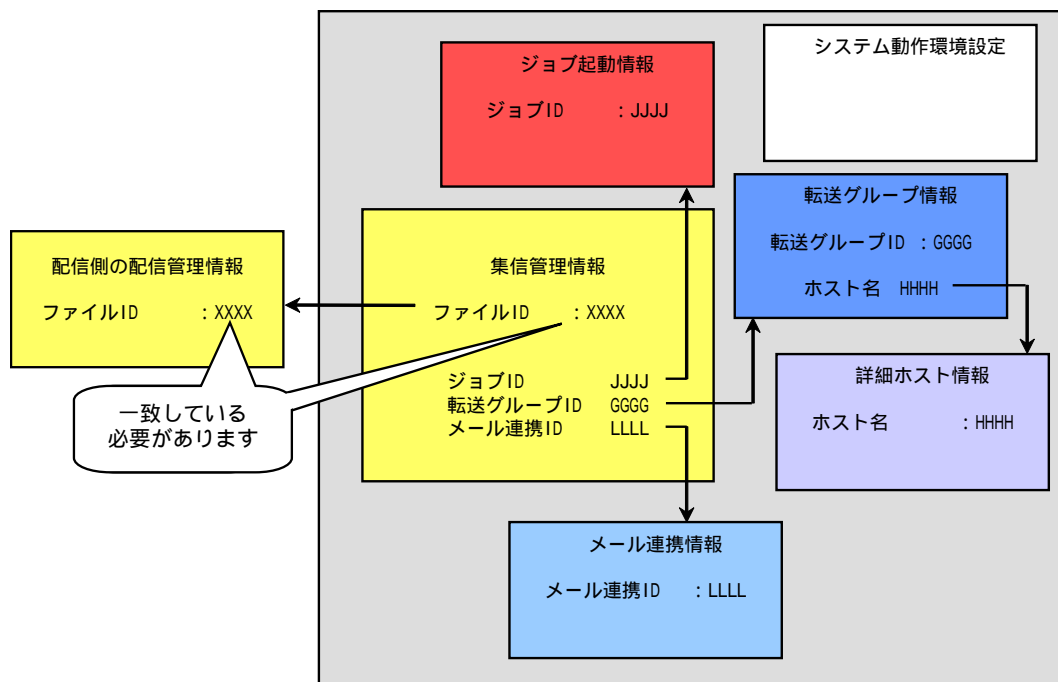 システム動作環境設定
ジョブ起動情報
ジョブID : JJJJ
転送グループ情報
転送グループID : GGGG
ホスト名 HHHH
配信側の配信管理情報
ファイルID : XXXX
集信管理情報
ファイルID : XXXX
ジョブID JJJJ
転送グループID GGGG
メール連携ID LLLL
一致している
必要があります
詳細ホスト情報
ホスト名 : HHHH
メール連携情報
メール連携ID : LLLL